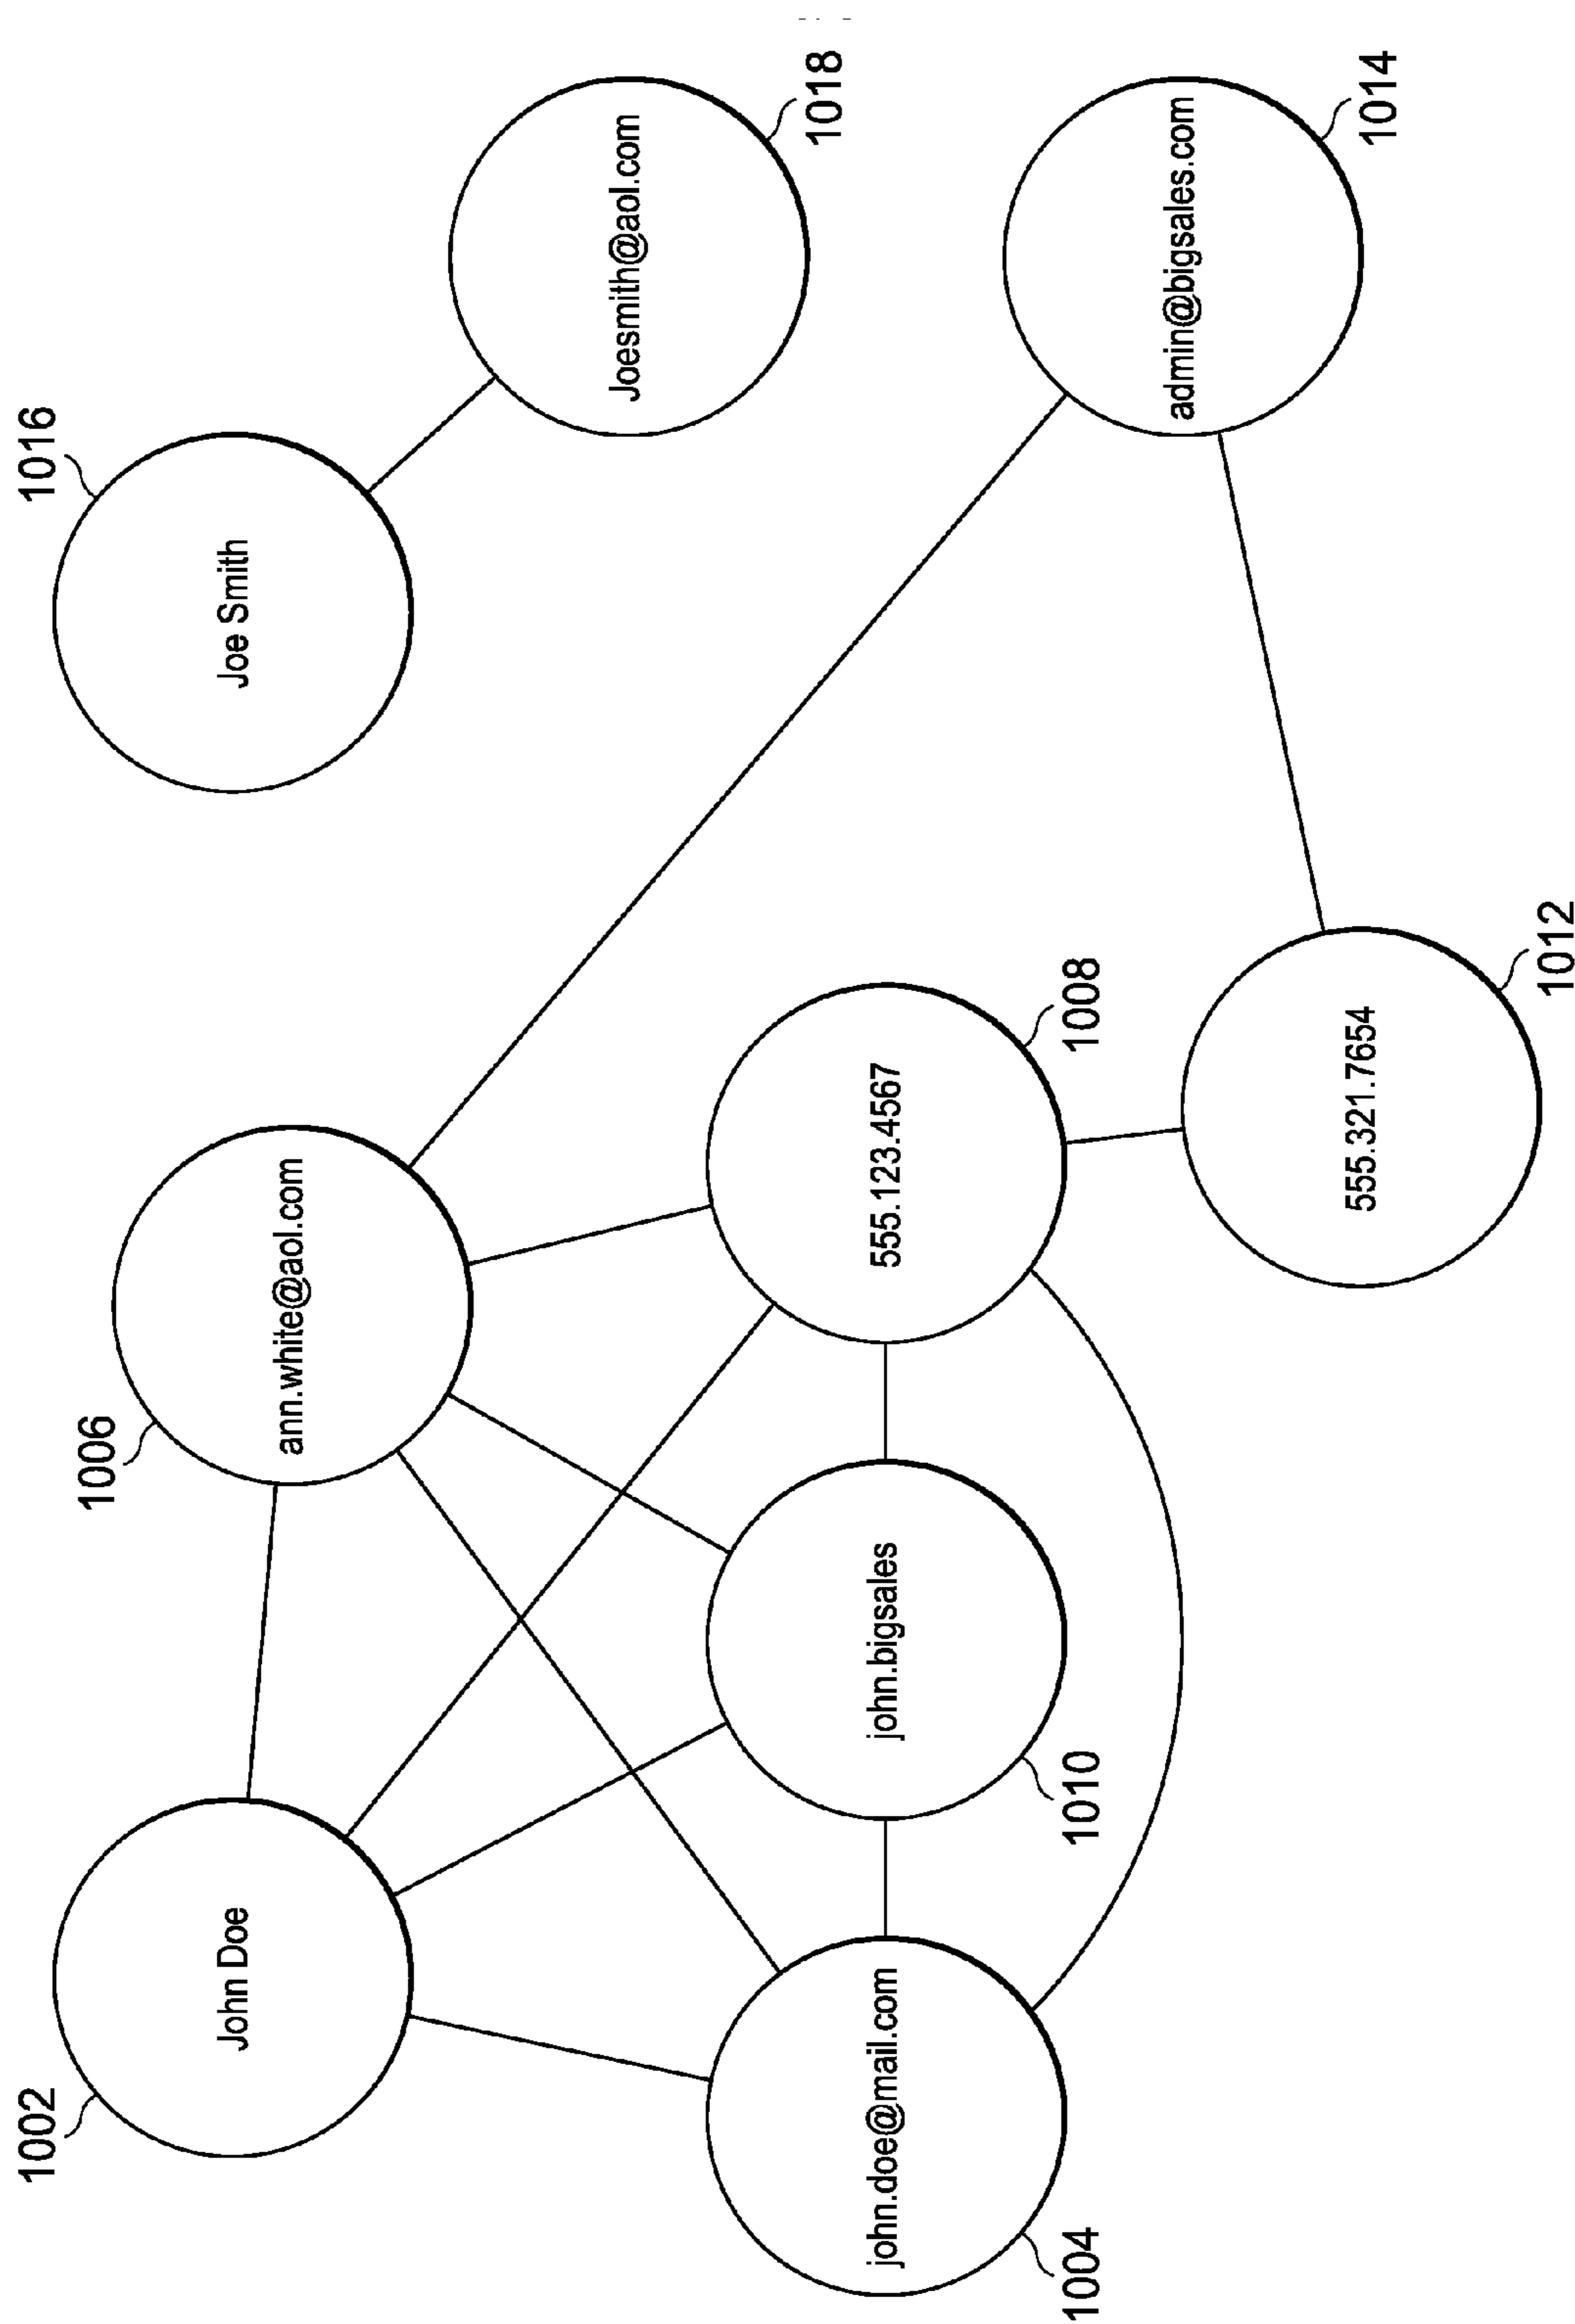 1002
John Doe
1006
ann.white@aol.com
1016
Joe Smith
Joesmith@aol.com
1018
1004
john.doe@mail.com
1010
john.bigsales
555.123.4567
1008
555.321.7654
1012
admin@bigsales.com
1014